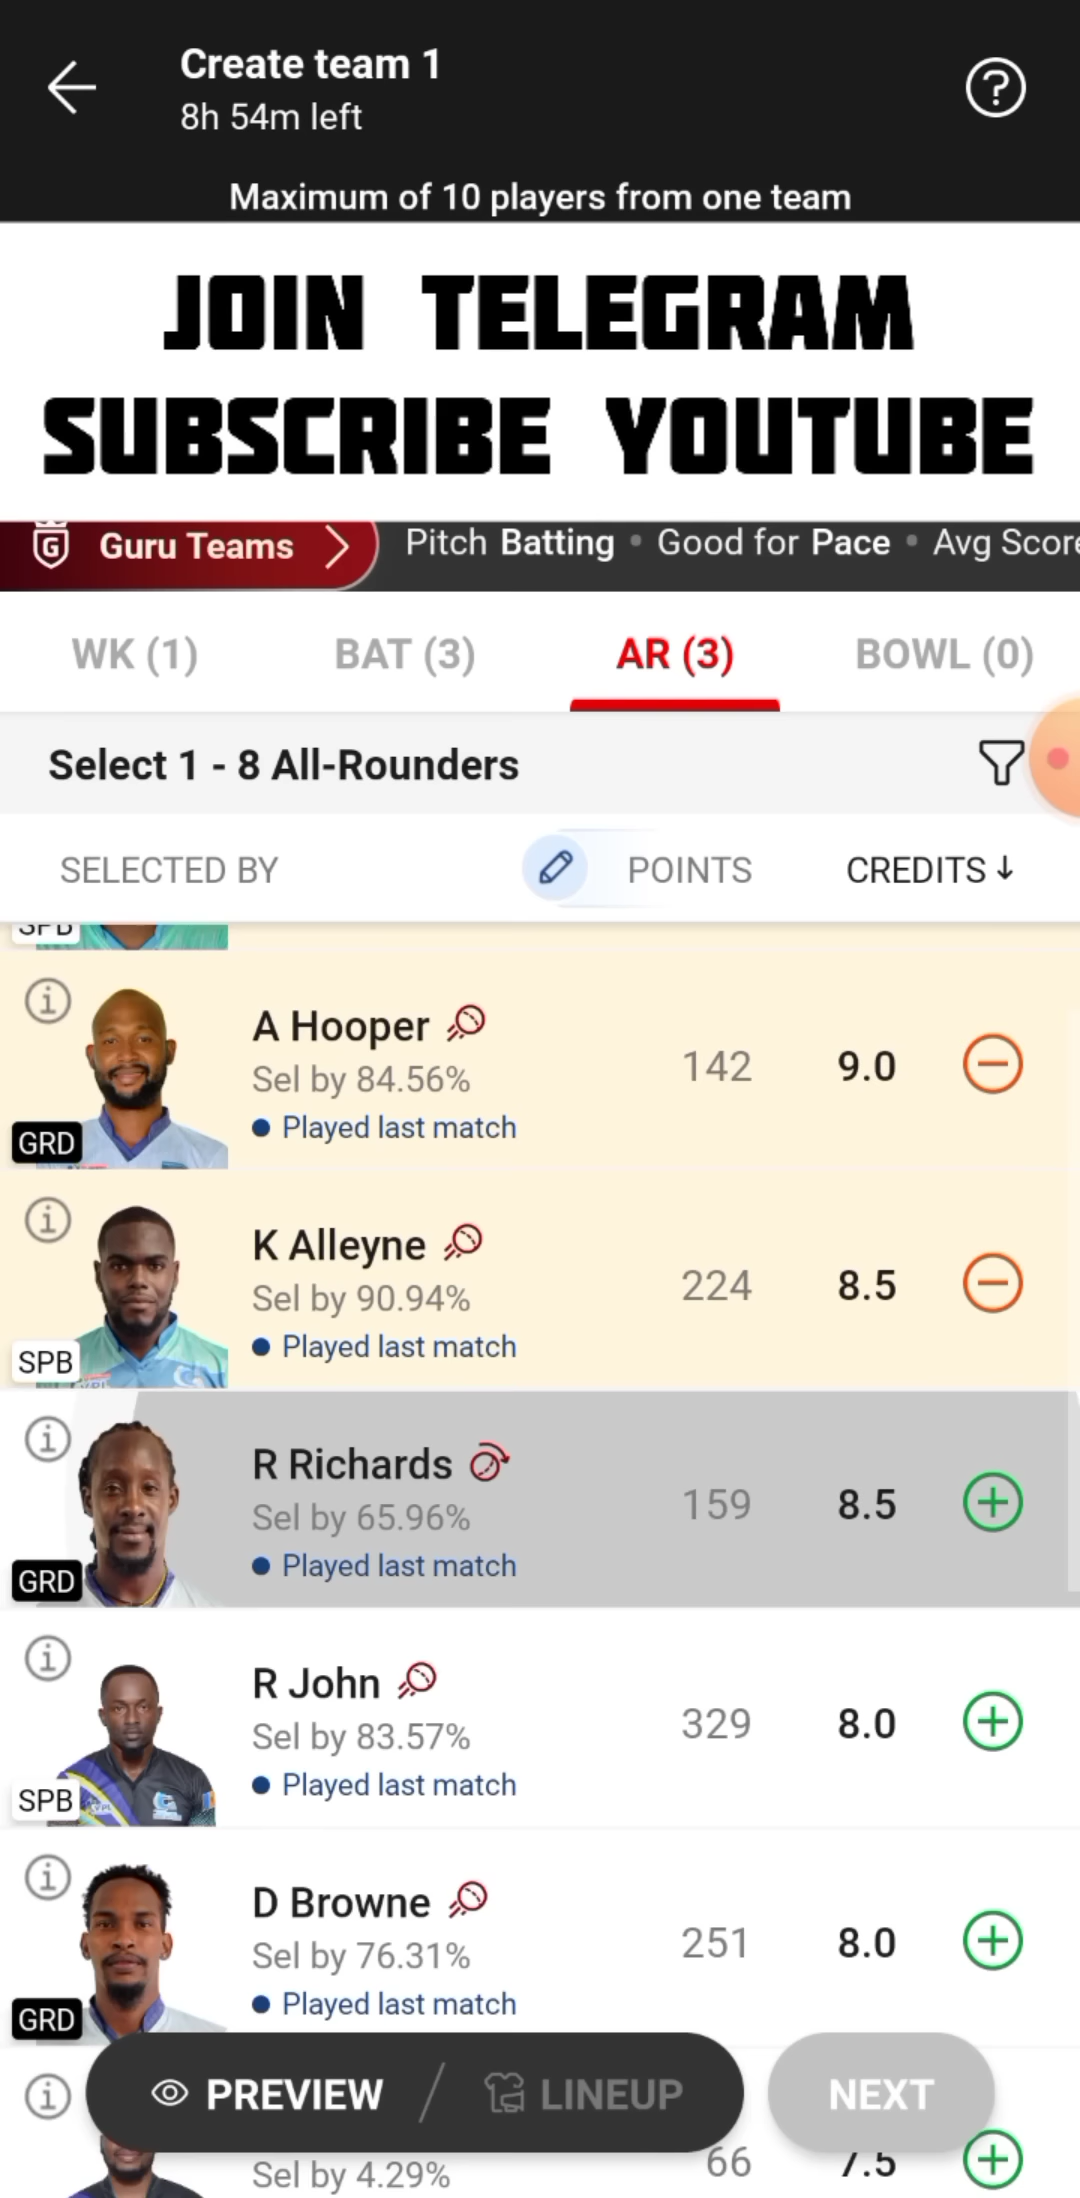 Create team 1
8h 54m left
Maximum of 10 players from one team
JOIN TELEGRAM
SUBSCRIBE YOUTUBE
G Guru Teams Pitch Batting • Good for Pace • Avg Score
WK (1) BAT (3) AR (3) BOWL (0)
Select 1 - 8 All-Rounders
SELECTED BY POINTS CREDITS ↓
SPB
A Hooper
Sel by 84.56% 142 9.0
• Played last match
GRD
K Alleyne
Sel by 90.94% 224 8.5
• Played last match
SPB
R Richards
Sel by 65.96% 159 8.5
• Played last match
GRD
R John
Sel by 83.57% 329 8.0
• Played last match
SPB
D Browne
Sel by 76.31% 251 8.0
• Played last match
GRD
PREVIEW / LINEUP NEXT
Sel by 4.29% 66 7.5